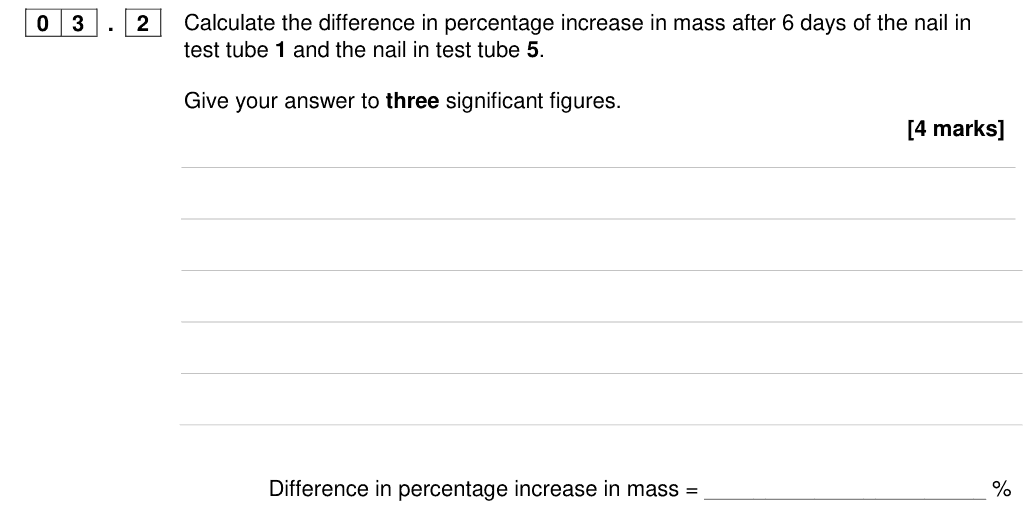 03.2 Calculate the difference in percentage increase in mass after 6 days of the nail in
test tube 1 and the nail in test tube 5.
Give your answer to three significant figures.
[4 marks]
Difference in percentage increase in mass = ______________________ %